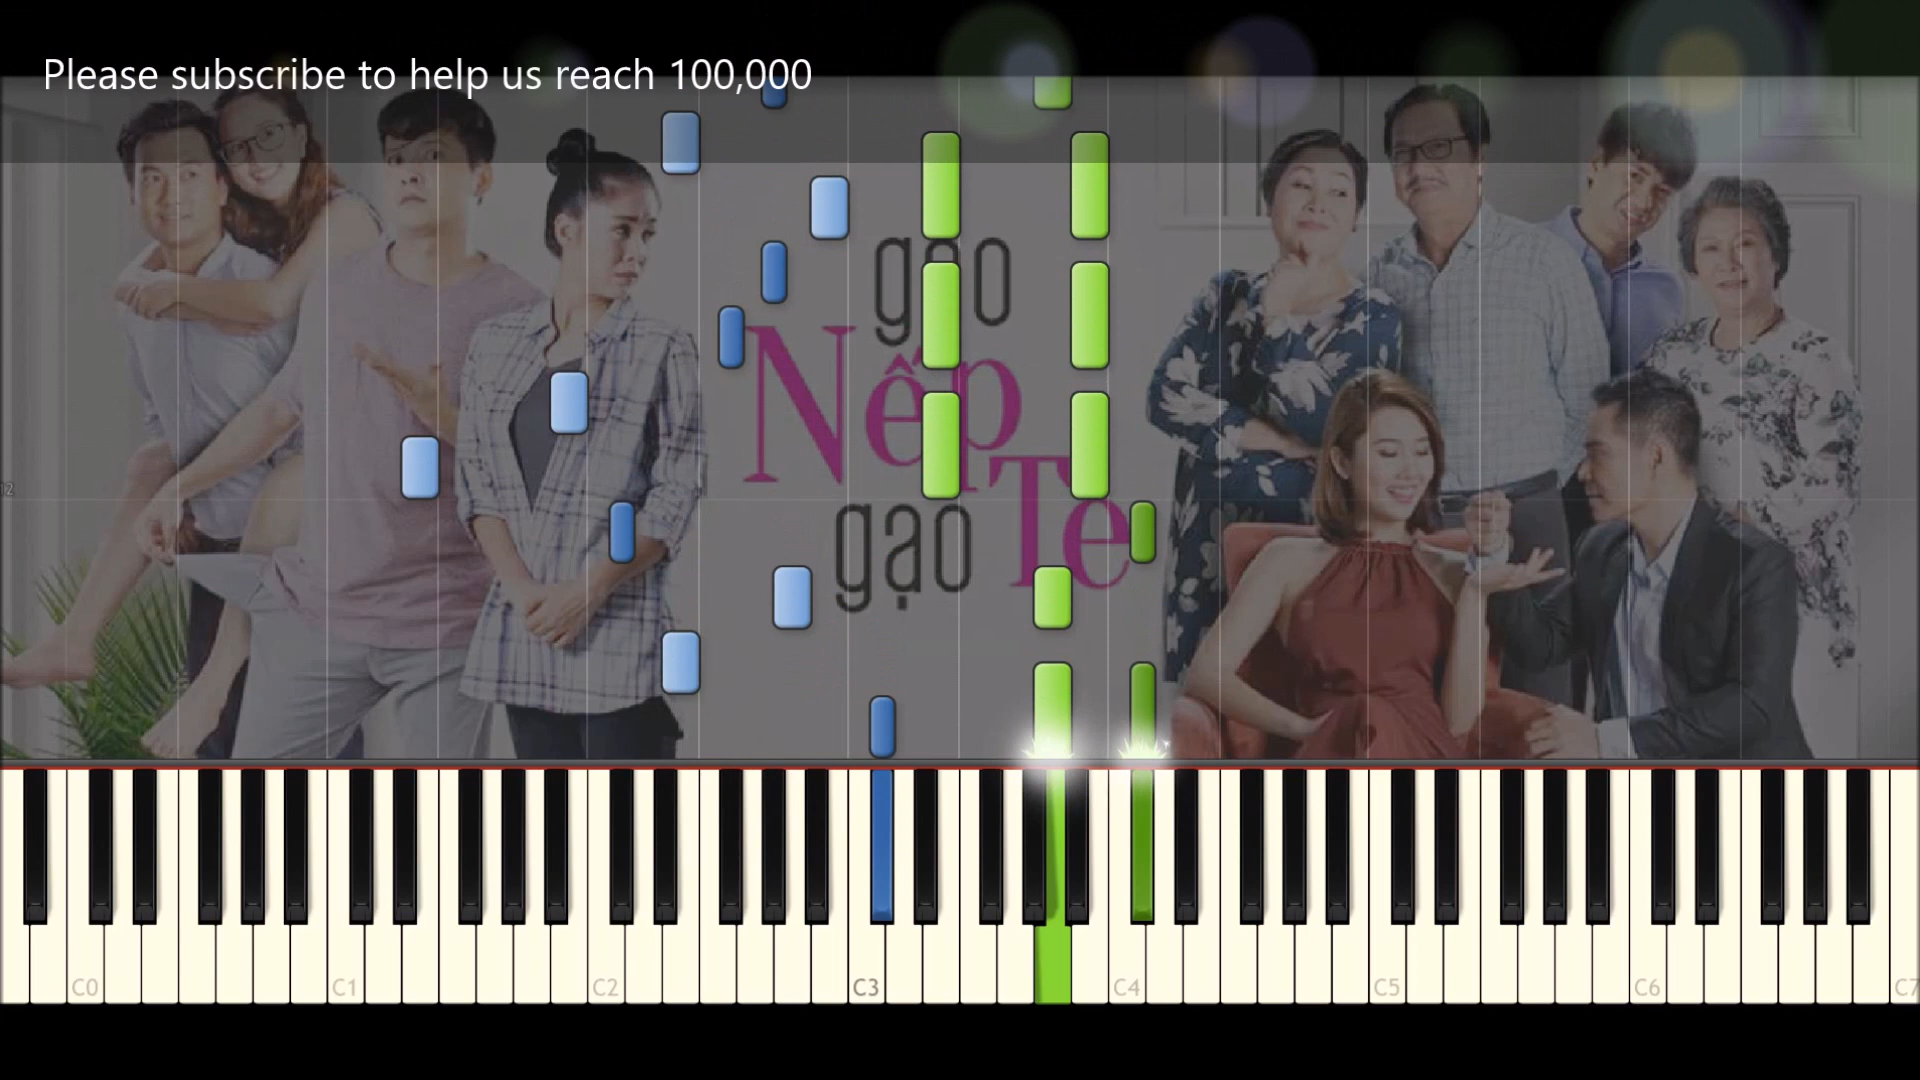 Please subscribe to help us reach 100,000
gạo
Nếp
gạo Tẻ
12
C0 C1 C2 C3 C4 C5 C6 C7